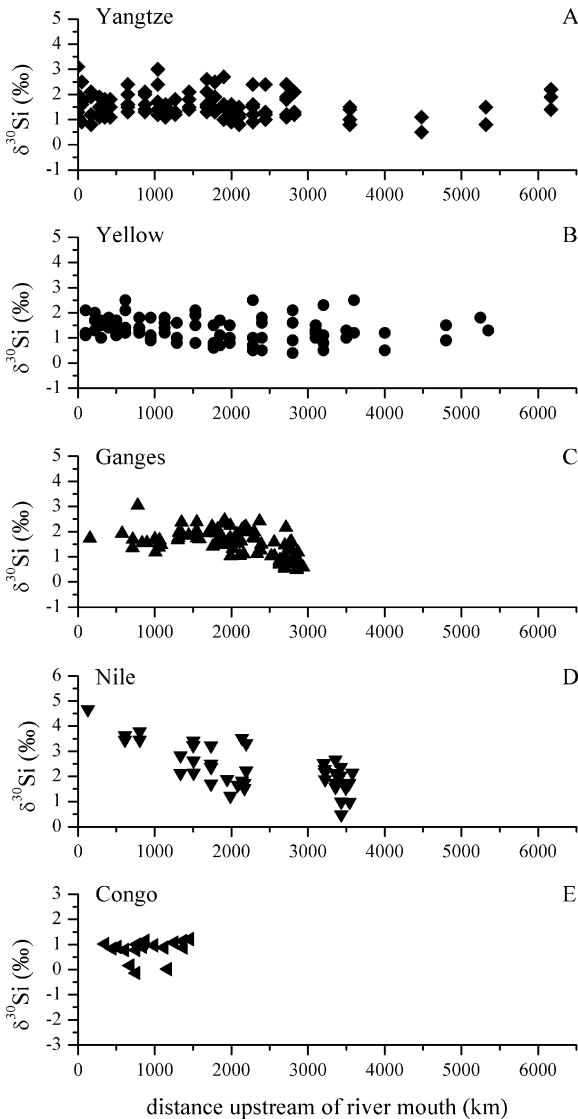 Yangtze A
5
4
3
2
1
0
-1
δ³⁰Si (‰)
0 1000 2000 3000 4000 5000 6000
Yellow B
5
4
3
2
1
0
-1
δ³⁰Si (‰)
0 1000 2000 3000 4000 5000 6000
Ganges C
5
4
3
2
1
0
-1
δ³⁰Si (‰)
0 1000 2000 3000 4000 5000 6000
Nile D
6
5
4
3
2
1
0
δ³⁰Si (‰)
0 1000 2000 3000 4000 5000 6000
Congo E
3
2
1
0
-1
-2
-3
δ³⁰Si (‰)
0 1000 2000 3000 4000 5000 6000
distance upstream of river mouth (km)